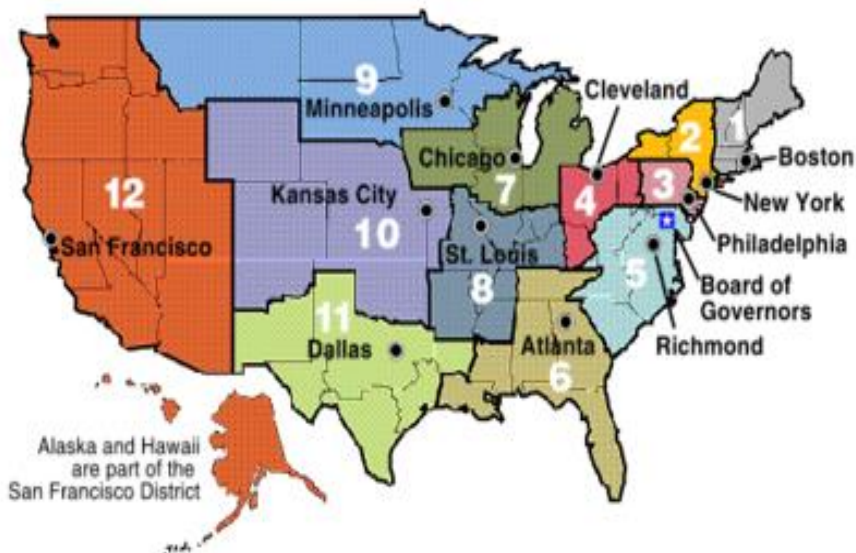 9
Minneapolis
Cleveland
2
1
Chicago
7
Boston
12
Kansas City
10
4
3
New York
San Francisco
St. Louis
Philadelphia
8
5
Board of
Governors
11
Dallas
Atlanta
6
Richmond
Alaska and Hawaii
are part of the
San Francisco District